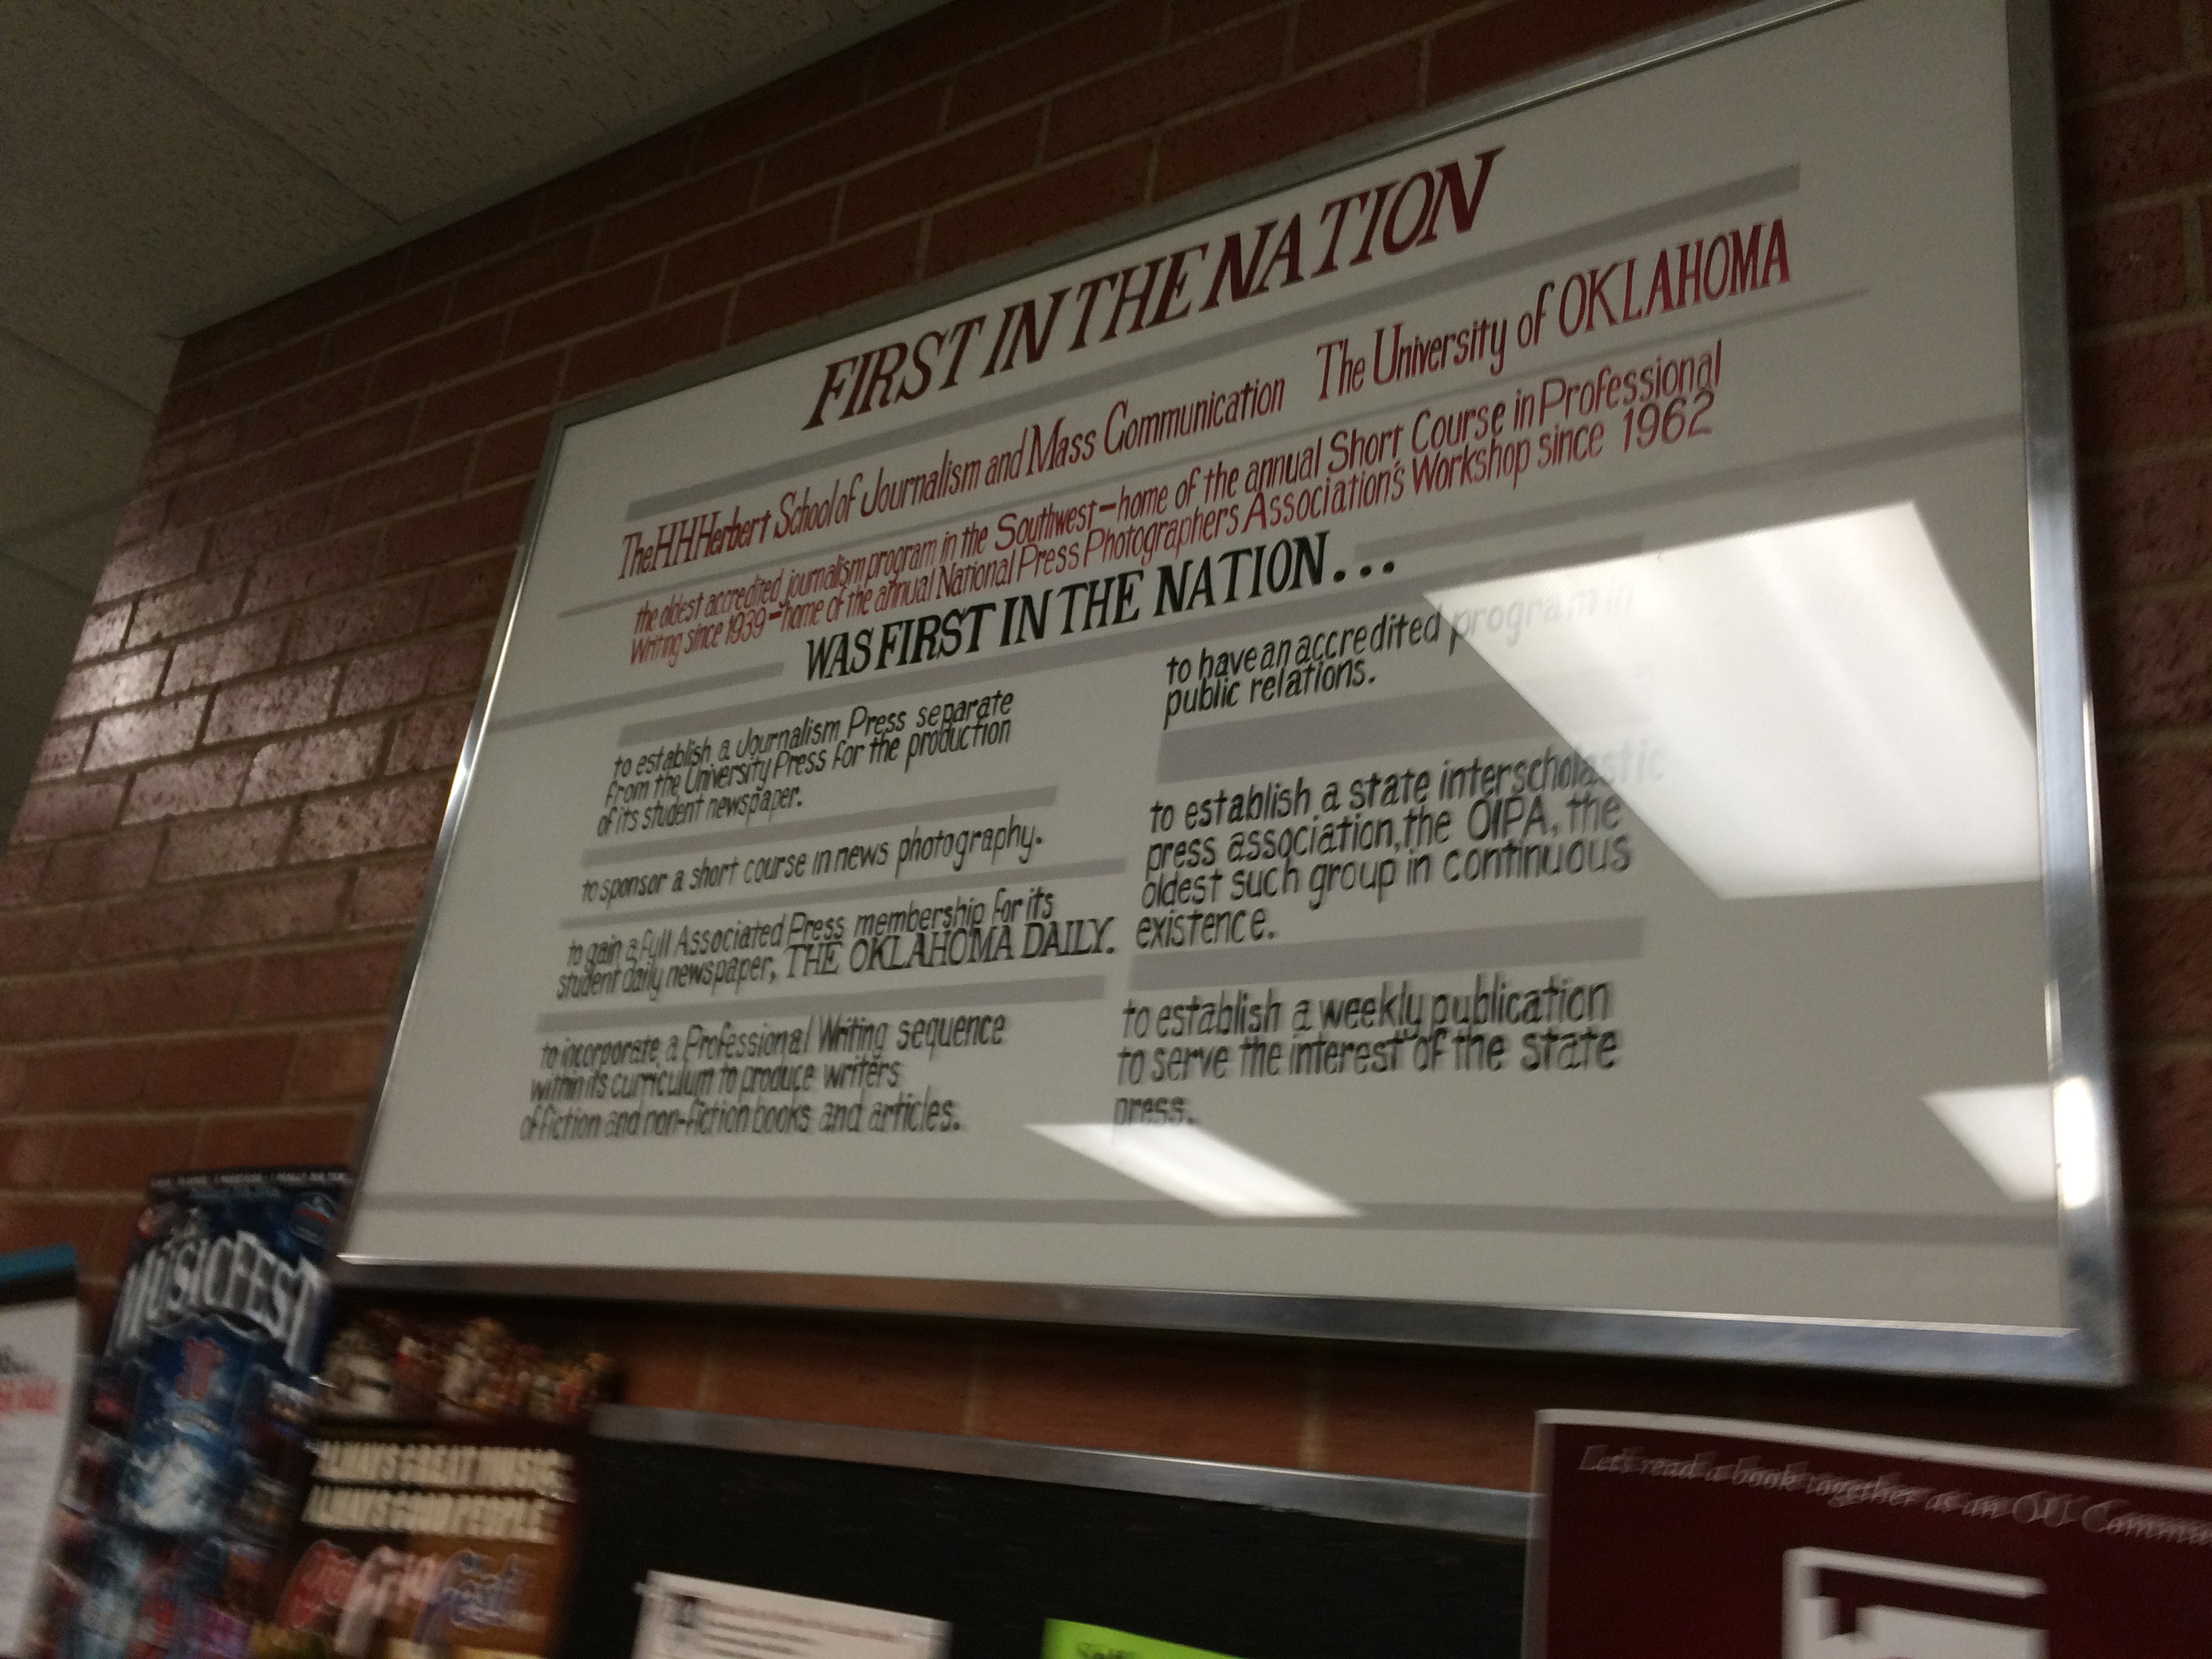 FIRST IN THE NATION
The H H Herbert School of Journalism and Mass Communication The University of OKLAHOMA
the oldest accredited journalism program in the Southwest—home of the annual Short Course in Professional
Writing since 1939—home of the annual National Press Photographers Association's Workshop since 1962
WAS FIRST IN THE NATION...
to establish a Journalism Press separate
from the University Press for the production
of its student newspaper.
to sponsor a short course in news photography.
to gain a full Associated Press membership for its
student daily newspaper, THE OKLAHOMA DAILY.
to incorporate a Professional Writing sequence
within its curriculum to produce writers
of fiction and non-fiction books and articles.
to have an accredited program in
public relations.
to establish a state interscholastic
press association, the OIPA, the
oldest such group in continuous
existence.
to establish a weekly publication
to serve the interest of the state
press.
MUSICFEST
ALWAYS GREAT MUSIC.
ALWAYS GOOD PEOPLE.
Let's read a book together as an OU